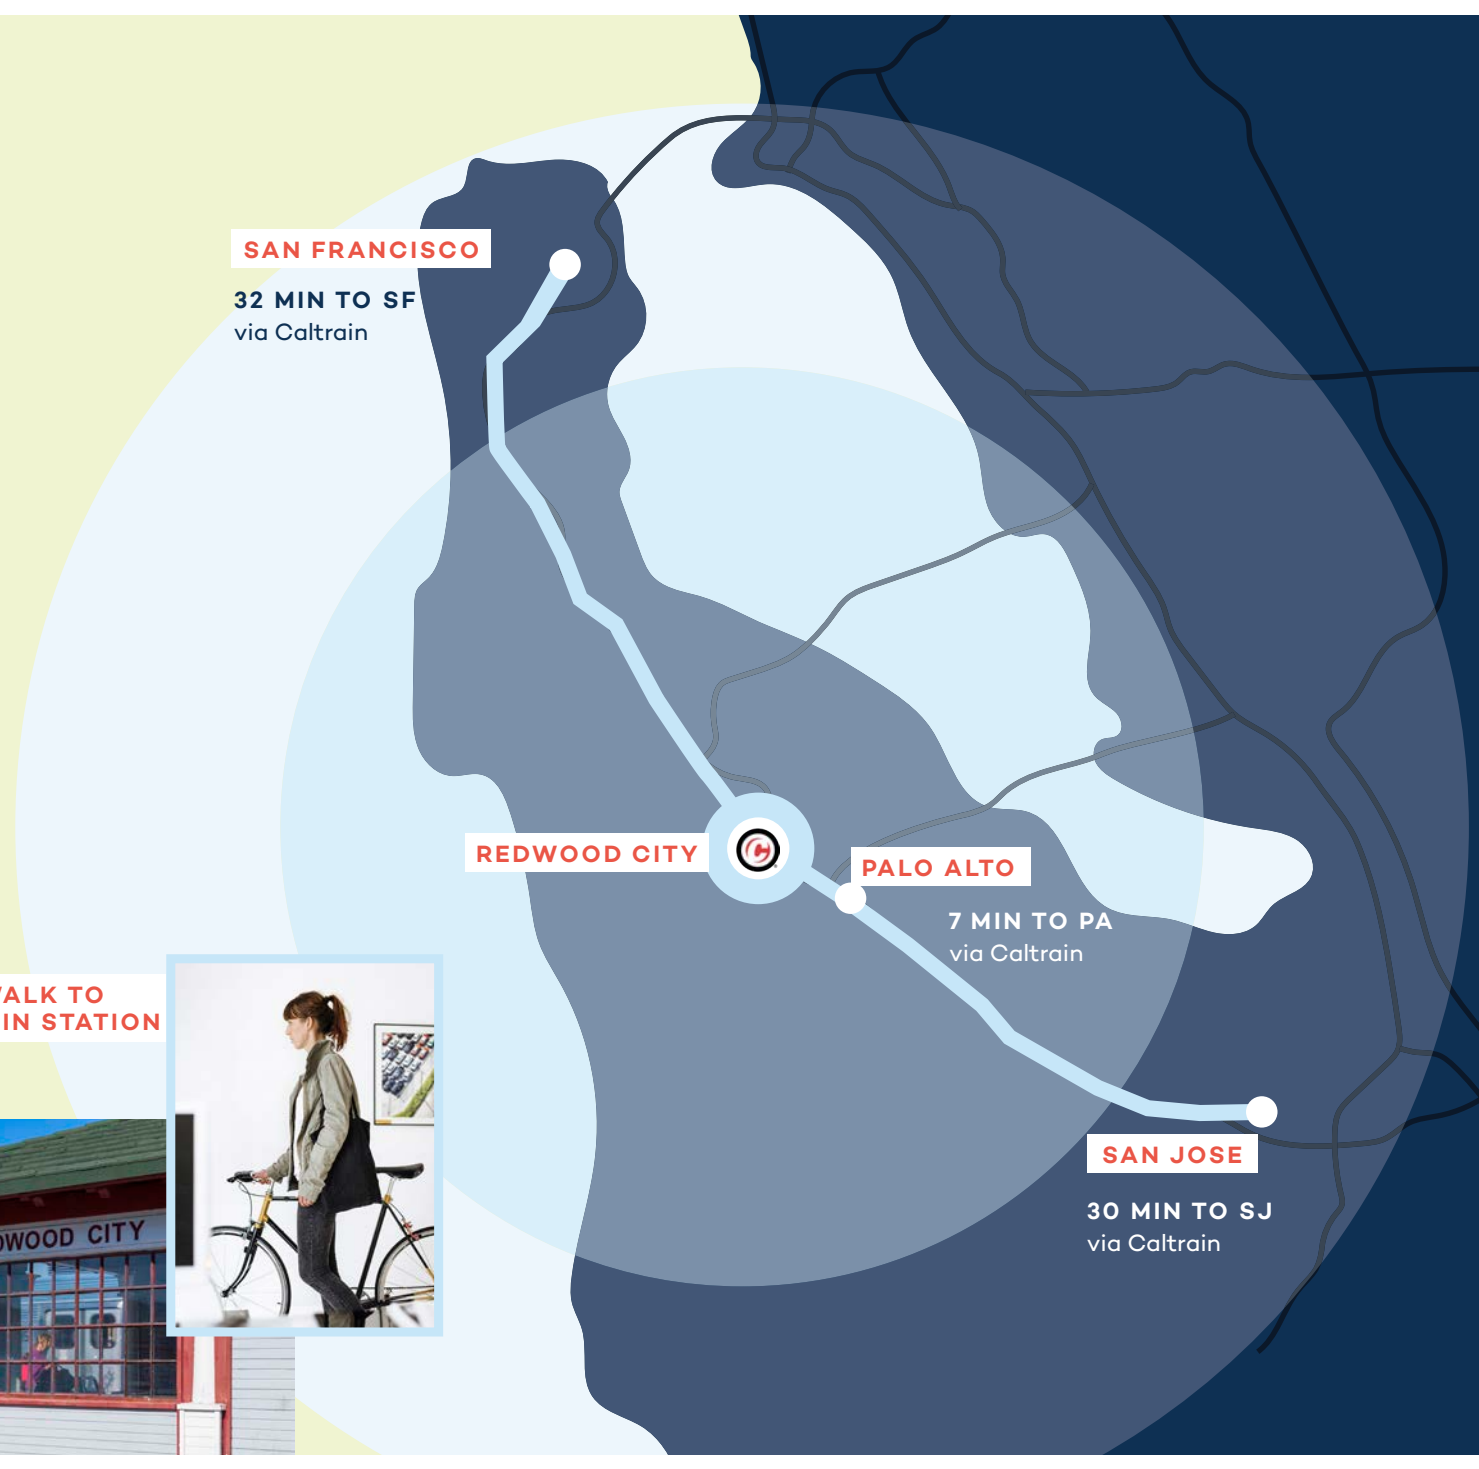 SAN FRANCISCO
32 MIN TO SF
via Caltrain
REDWOOD CITY
PALO ALTO
7 MIN TO PA
via Caltrain
ALK TO
IN STATION
SAN JOSE
30 MIN TO SJ
via Caltrain
WOOD CITY